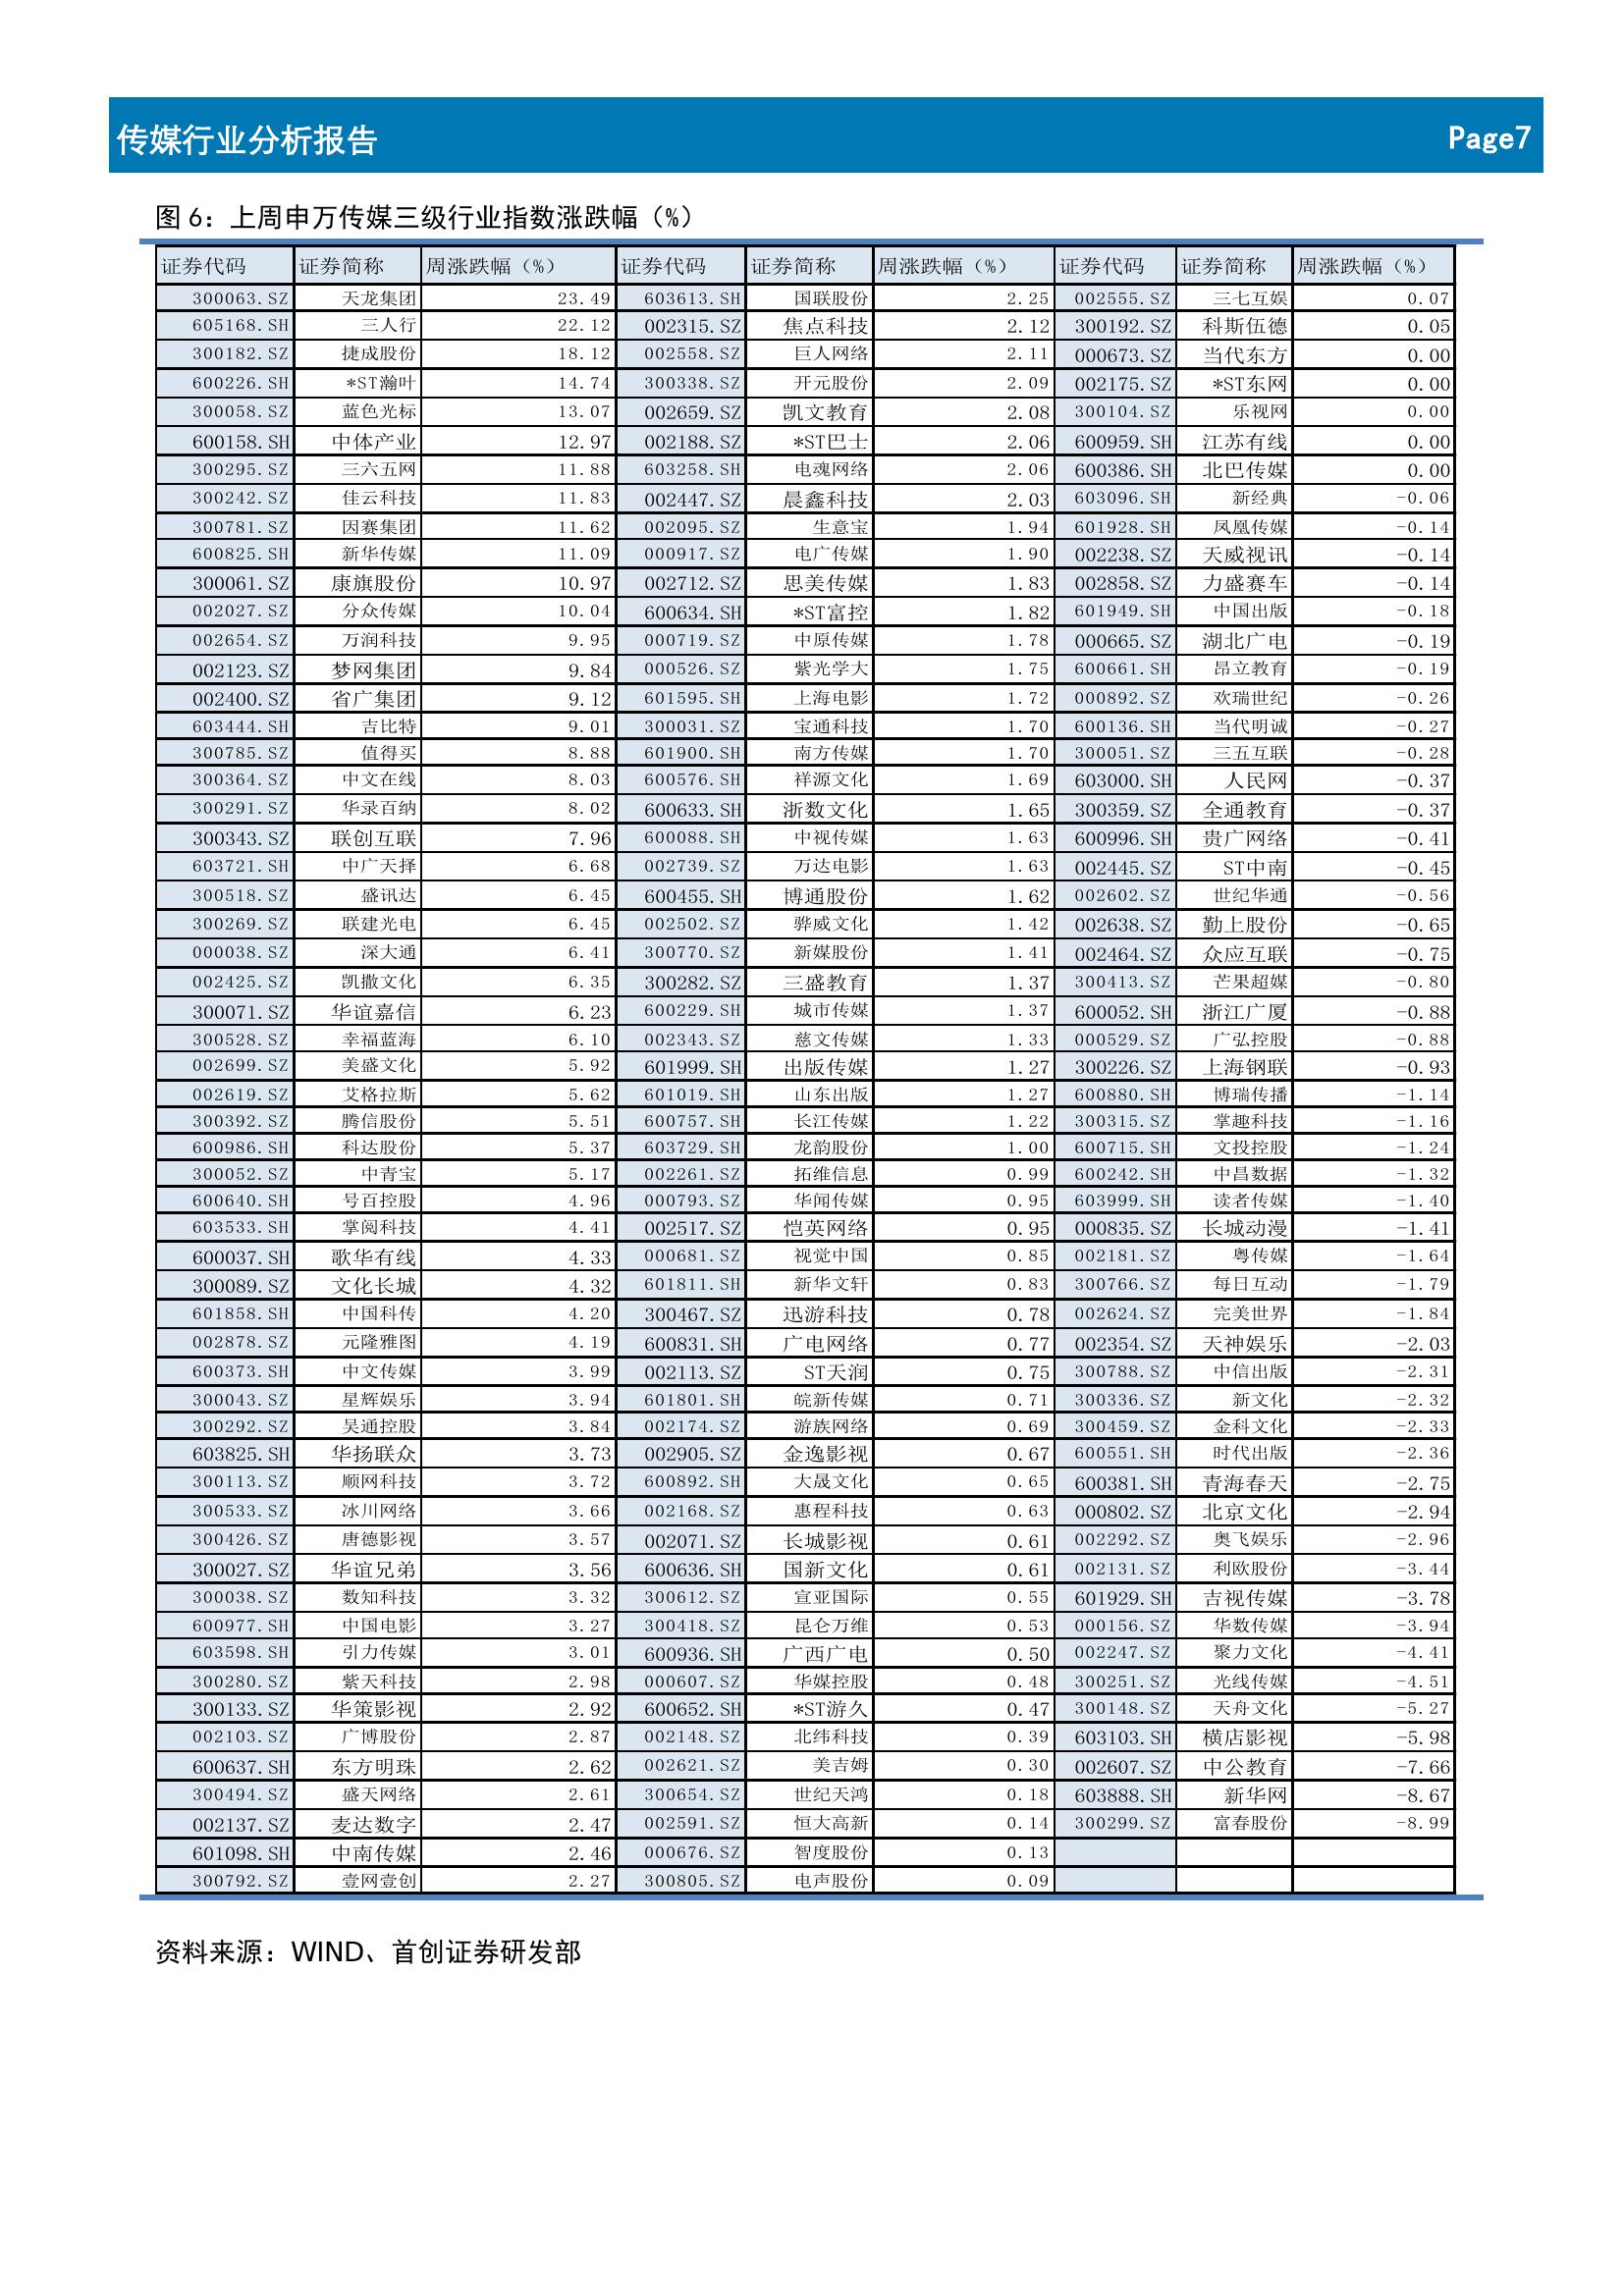 传媒行业分析报告 Page7
图 6：上周申万传媒三级行业指数涨跌幅（%）
证券代码 证券简称 周涨跌幅（%） 证券代码 证券简称 周涨跌幅（%） 证券代码 证券简称 周涨跌幅（%）
300063.SZ 天龙集团 23.49 603613.SH 国联股份 2.25 002555.SZ 三七互娱 0.07
605168.SH 三人行 22.12 002315.SZ 焦点科技 2.12 300192.SZ 科斯伍德 0.05
300182.SZ 捷成股份 18.12 002558.SZ 巨人网络 2.11 000673.SZ 当代东方 0.00
600226.SH *ST瀚叶 14.74 300338.SZ 开元股份 2.09 002175.SZ *ST东网 0.00
300058.SZ 蓝色光标 13.07 002659.SZ 凯文教育 2.08 300104.SZ 乐视网 0.00
600158.SH 中体产业 12.97 002188.SZ *ST巴士 2.06 600959.SH 江苏有线 0.00
300295.SZ 三六五网 11.88 603258.SH 电魂网络 2.06 600386.SH 北巴传媒 0.00
300242.SZ 佳云科技 11.83 002447.SZ 晨鑫科技 2.03 603096.SH 新经典 -0.06
300781.SZ 因赛集团 11.62 002095.SZ 生意宝 1.94 601928.SH 凤凰传媒 -0.14
600825.SH 新华传媒 11.09 000917.SZ 电广传媒 1.90 002238.SZ 天威视讯 -0.14
300061.SZ 康旗股份 10.97 002712.SZ 思美传媒 1.83 002858.SZ 力盛赛车 -0.14
002027.SZ 分众传媒 10.04 600634.SH *ST富控 1.82 601949.SH 中国出版 -0.18
002654.SZ 万润科技 9.95 000719.SZ 中原传媒 1.78 000665.SZ 湖北广电 -0.19
002123.SZ 梦网集团 9.84 000526.SZ 紫光学大 1.75 600661.SH 昂立教育 -0.19
002400.SZ 省广集团 9.12 601595.SH 上海电影 1.72 000892.SZ 欢瑞世纪 -0.26
603444.SH 吉比特 9.01 300031.SZ 宝通科技 1.70 600136.SH 当代明诚 -0.27
300785.SZ 值得买 8.88 601900.SH 南方传媒 1.70 300051.SZ 三五互联 -0.28
300364.SZ 中文在线 8.03 600576.SH 祥源文化 1.69 603000.SH 人民网 -0.37
300291.SZ 华录百纳 8.02 600633.SH 浙数文化 1.65 300359.SZ 全通教育 -0.37
300343.SZ 联创互联 7.96 600088.SH 中视传媒 1.63 600996.SH 贵广网络 -0.41
603721.SH 中广天择 6.68 002739.SZ 万达电影 1.63 002445.SZ ST中南 -0.45
300518.SZ 盛讯达 6.45 600455.SH 博通股份 1.62 002602.SZ 世纪华通 -0.56
300269.SZ 联建光电 6.45 002502.SZ 骅威文化 1.42 002638.SZ 勤上股份 -0.65
000038.SZ 深大通 6.41 300770.SZ 新媒股份 1.41 002464.SZ 众应互联 -0.75
002425.SZ 凯撒文化 6.35 300282.SZ 三盛教育 1.37 300413.SZ 芒果超媒 -0.80
300071.SZ 华谊嘉信 6.23 600229.SH 城市传媒 1.37 600052.SH 浙江广厦 -0.88
300528.SZ 幸福蓝海 6.10 002343.SZ 慈文传媒 1.33 000529.SZ 广弘控股 -0.88
002699.SZ 美盛文化 5.92 601999.SH 出版传媒 1.27 300226.SZ 上海钢联 -0.93
002619.SZ 艾格拉斯 5.62 601019.SH 山东出版 1.27 600880.SH 博瑞传播 -1.14
300392.SZ 腾信股份 5.51 600757.SH 长江传媒 1.22 300315.SZ 掌趣科技 -1.16
600986.SH 科达股份 5.37 603729.SH 龙韵股份 1.00 600715.SH 文投控股 -1.24
300052.SZ 中青宝 5.17 002261.SZ 拓维信息 0.99 600242.SH 中昌数据 -1.32
600640.SH 号百控股 4.96 000793.SZ 华闻传媒 0.95 603999.SH 读者传媒 -1.40
603533.SH 掌阅科技 4.41 002517.SZ 恺英网络 0.95 000835.SZ 长城动漫 -1.41
600037.SH 歌华有线 4.33 000681.SZ 视觉中国 0.85 002181.SZ 粤传媒 -1.64
300089.SZ 文化长城 4.32 601811.SH 新华文轩 0.83 300766.SZ 每日互动 -1.79
601858.SH 中国科传 4.20 300467.SZ 迅游科技 0.78 002624.SZ 完美世界 -1.84
002878.SZ 元隆雅图 4.19 600831.SH 广电网络 0.77 002354.SZ 天神娱乐 -2.03
600373.SH 中文传媒 3.99 002113.SZ ST天润 0.75 300788.SZ 中信出版 -2.31
300043.SZ 星辉娱乐 3.94 601801.SH 皖新传媒 0.71 300336.SZ 新文化 -2.32
300292.SZ 吴通控股 3.84 002174.SZ 游族网络 0.69 300459.SZ 金科文化 -2.33
603825.SH 华扬联众 3.73 002905.SZ 金逸影视 0.67 600551.SH 时代出版 -2.36
300113.SZ 顺网科技 3.72 600892.SH 大晟文化 0.65 600381.SH 青海春天 -2.75
300533.SZ 冰川网络 3.66 002168.SZ 惠程科技 0.63 000802.SZ 北京文化 -2.94
300426.SZ 唐德影视 3.57 002071.SZ 长城影视 0.61 002292.SZ 奥飞娱乐 -2.96
300027.SZ 华谊兄弟 3.56 600636.SH 国新文化 0.61 002131.SZ 利欧股份 -3.44
300038.SZ 数知科技 3.32 300612.SZ 宣亚国际 0.55 601929.SH 吉视传媒 -3.78
600977.SH 中国电影 3.27 300418.SZ 昆仑万维 0.53 000156.SZ 华数传媒 -3.94
603598.SH 引力传媒 3.01 600936.SH 广西广电 0.50 002247.SZ 聚力文化 -4.41
300280.SZ 紫天科技 2.98 000607.SZ 华媒控股 0.48 300251.SZ 光线传媒 -4.51
300133.SZ 华策影视 2.92 600652.SH *ST游久 0.47 300148.SZ 天舟文化 -5.27
002103.SZ 广博股份 2.87 002148.SZ 北纬科技 0.39 603103.SH 横店影视 -5.98
600637.SH 东方明珠 2.62 002621.SZ 美吉姆 0.30 002607.SZ 中公教育 -7.66
300494.SZ 盛天网络 2.61 300654.SZ 世纪天鸿 0.18 603888.SH 新华网 -8.67
002137.SZ 麦达数字 2.47 002591.SZ 恒大高新 0.14 300299.SZ 富春股份 -8.99
601098.SH 中南传媒 2.46 000676.SZ 智度股份 0.13
300792.SZ 壹网壹创 2.27 300805.SZ 电声股份 0.09
资料来源：WIND、首创证券研发部